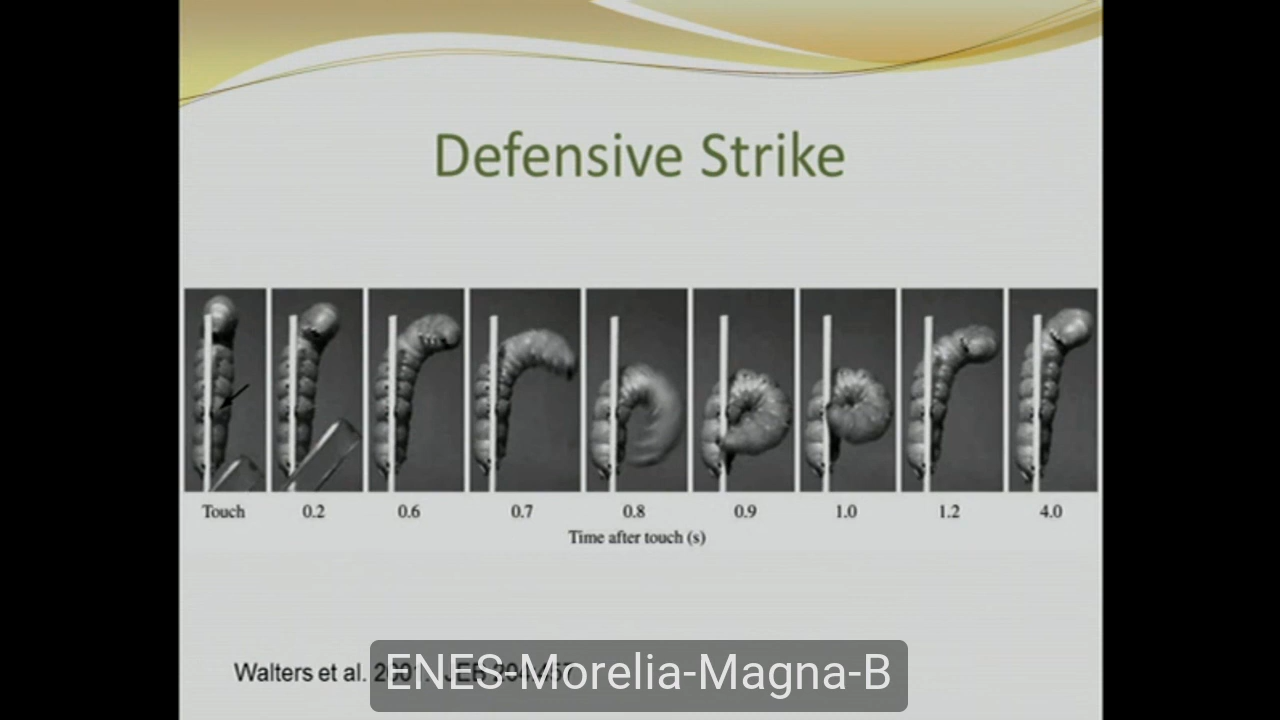 Defensive Strike
Touch 0.2 0.6 0.7 0.8 0.9 1.0 1.2 4.0
Time after touch (s)
Walters et al.
ENES-Morelia-Magna-B